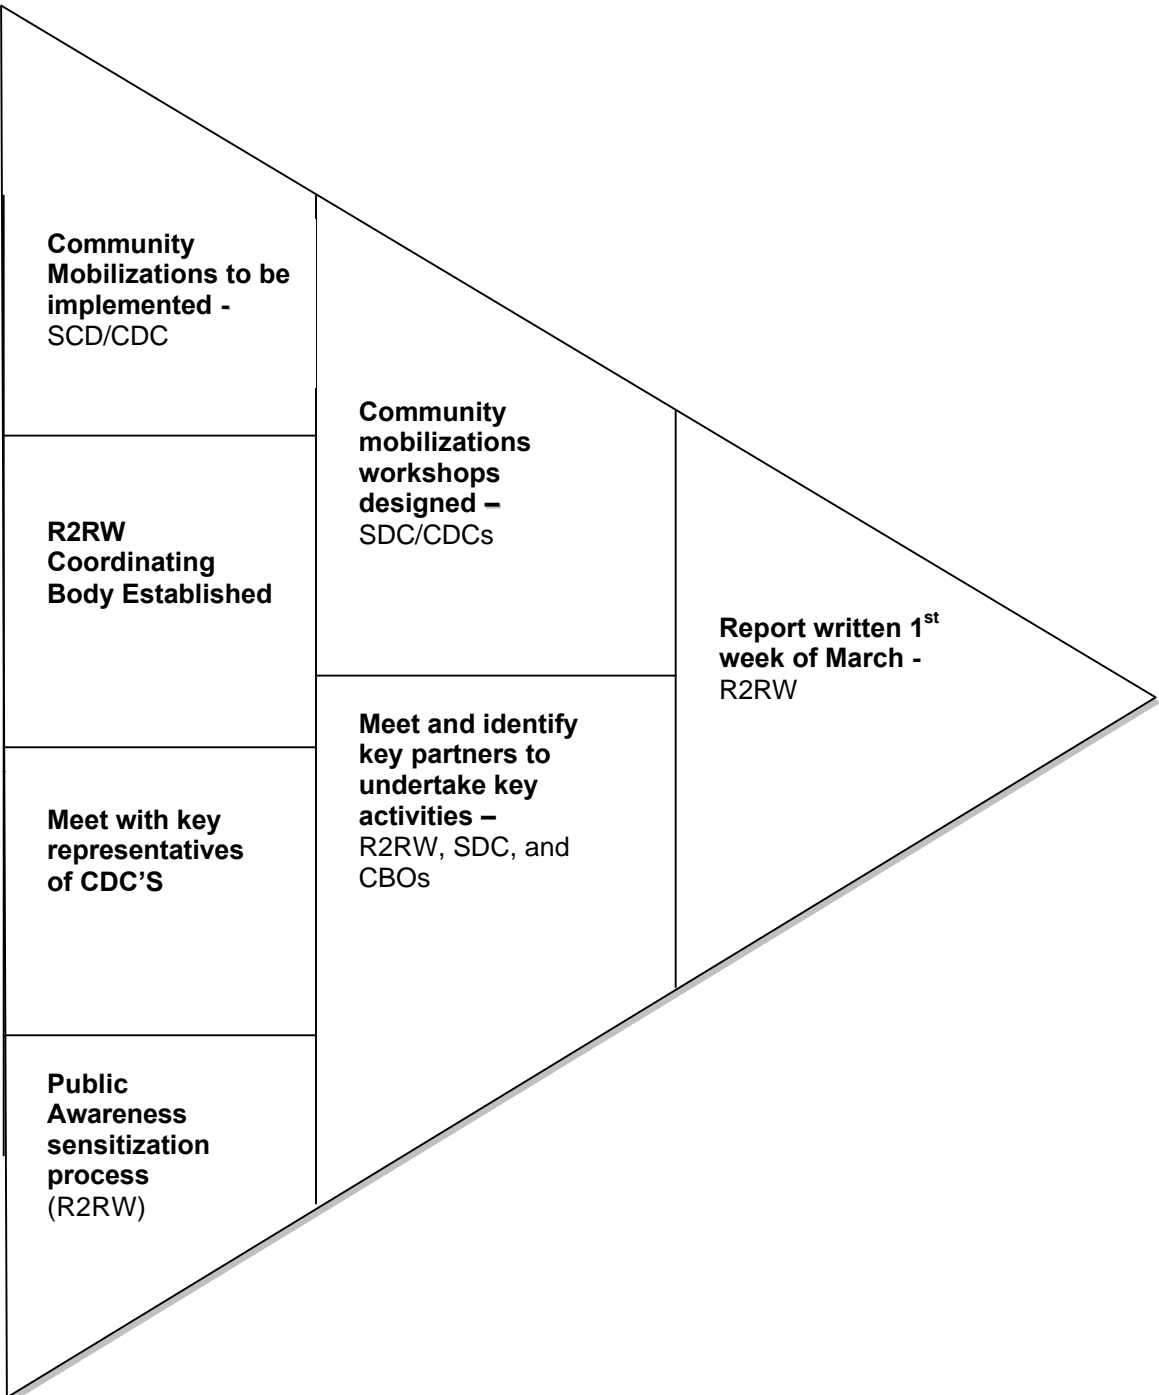 Community
Mobilizations to be
implemented -
SCD/CDC
R2RW
Coordinating
Body Established
Meet with key
representatives
of CDC’S
Public
Awareness
sensitization
process
(R2RW)
Community
mobilizations
workshops
designed –
SDC/CDCs
Meet and identify
key partners to
undertake key
activities –
R2RW, SDC, and
CBOs
Report written 1st
week of March -
R2RW